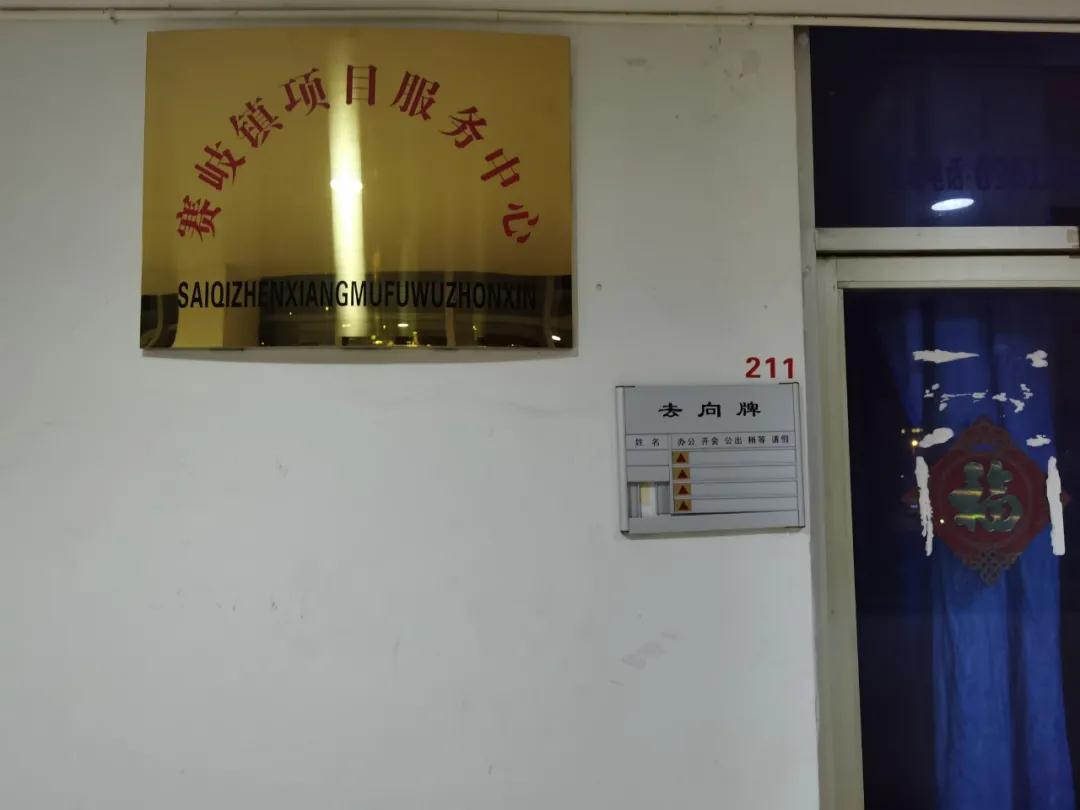 赛岐镇项目服务中心
SAIQIZHENXIANGMUFUWUZHONXIN
211
去向牌
姓名 办公 开会 公出 稍等 请假
福